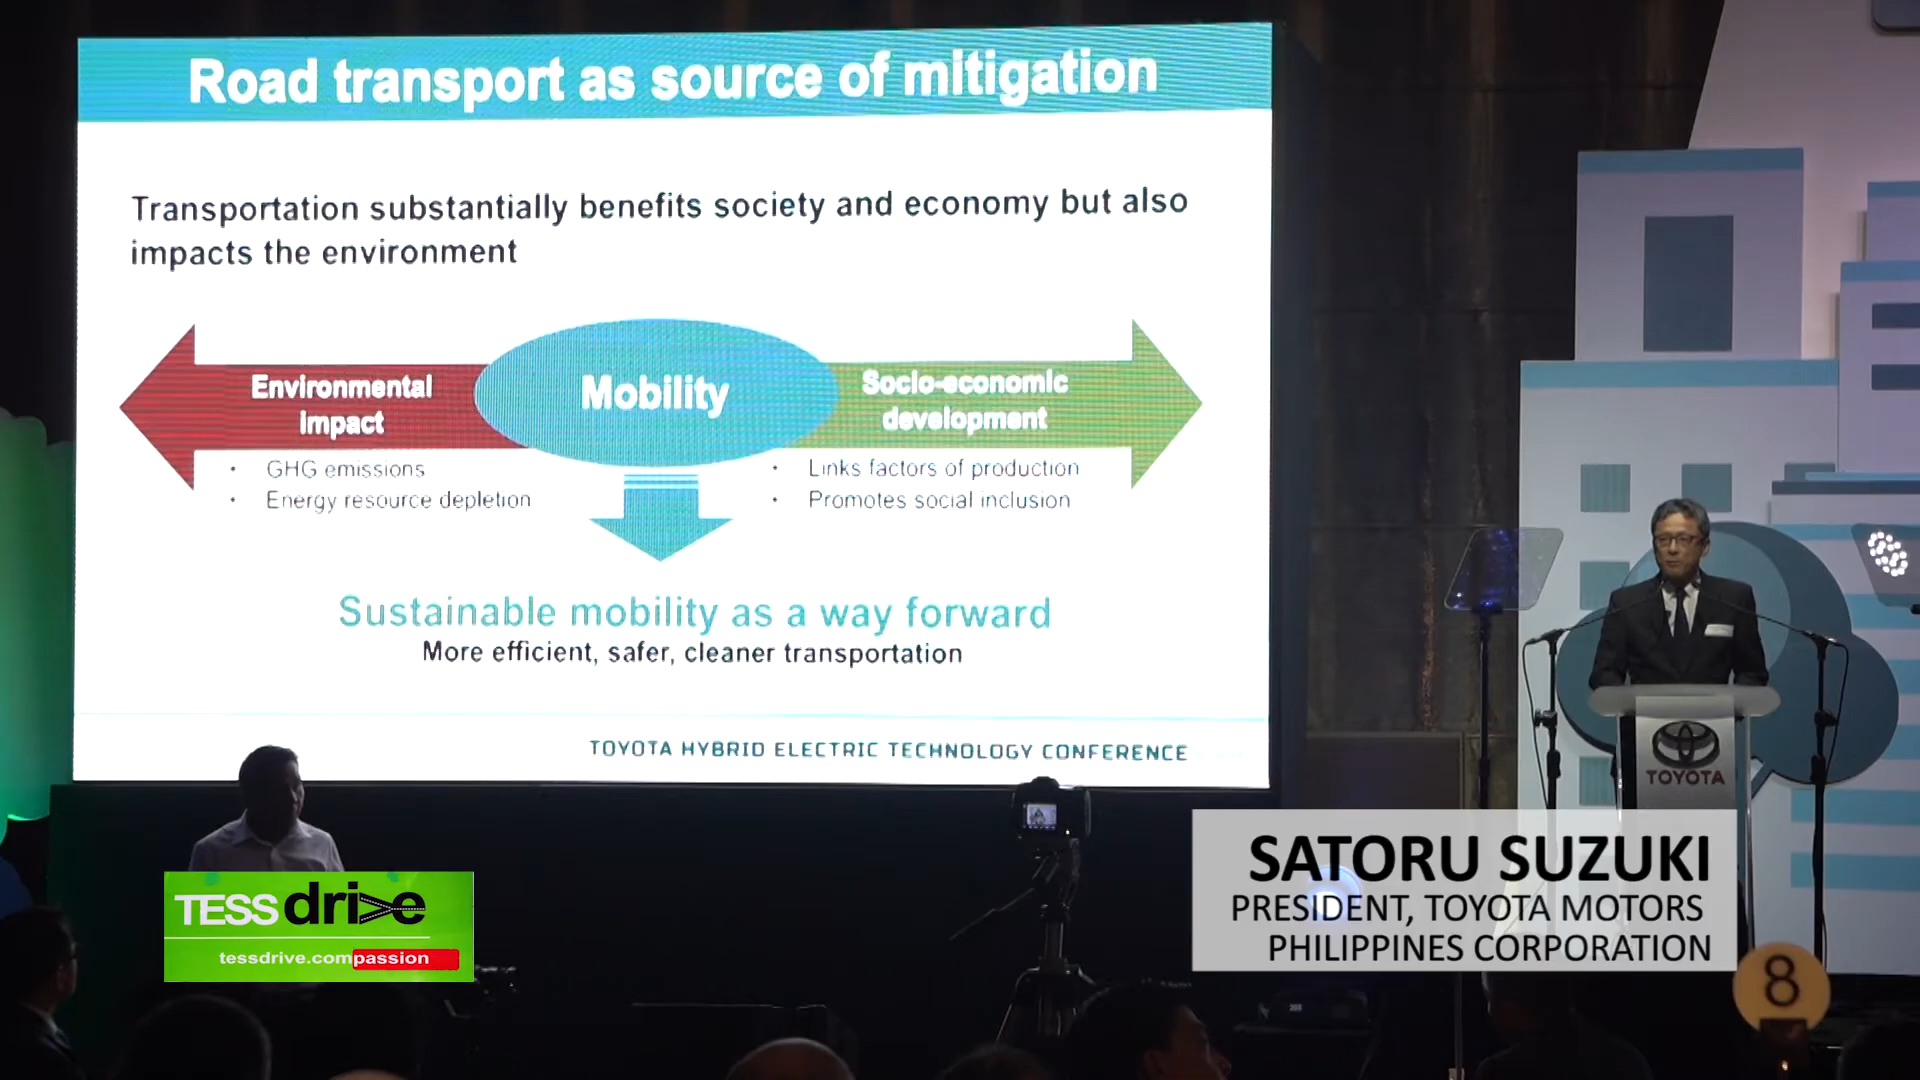 Road transport as source of mitigation
Transportation substantially benefits society and economy but also
impacts the environment
Environmental
impact
Mobility
Socio-economic
development
• GHG emissions
• Energy resource depletion
• Links factors of production
• Promotes social inclusion
Sustainable mobility as a way forward
More efficient, safer, cleaner transportation
TOYOTA HYBRID ELECTRIC TECHNOLOGY CONFERENCE
TOYOTA
TESS drive
tessdrive.compassion
SATORU SUZUKI
PRESIDENT, TOYOTA MOTORS
PHILIPPINES CORPORATION
8